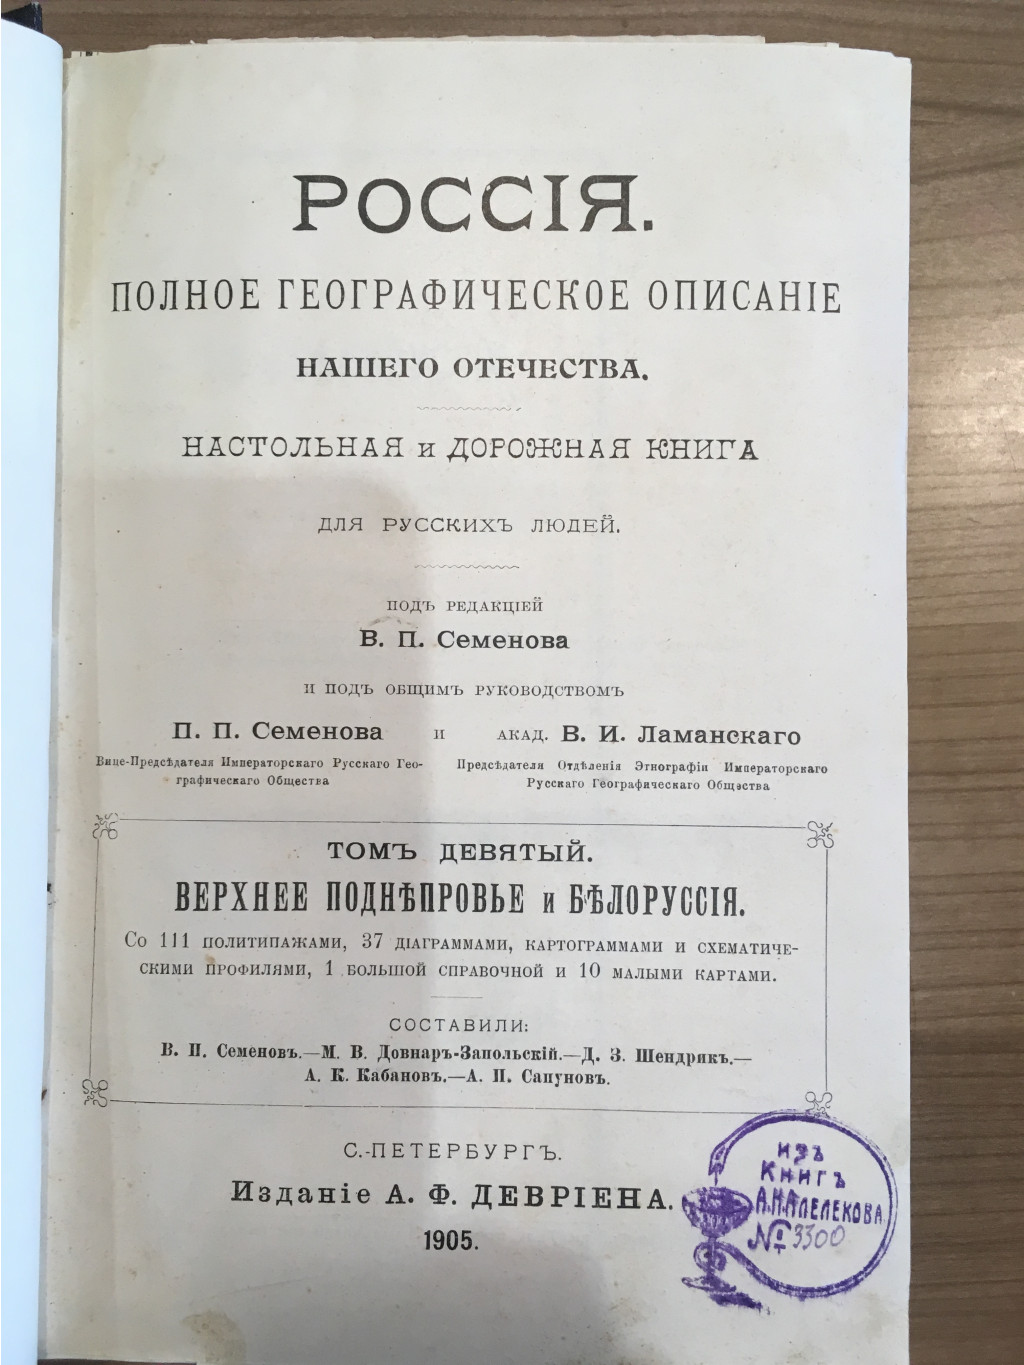 РОССІЯ.
ПОЛНОЕ ГЕОГРАФИЧЕСКОЕ ОПИСАНІЕ
НАШЕГО ОТЕЧЕСТВА.
НАСТОЛЬНАЯ и ДОРОЖНАЯ КНИГА
ДЛЯ РУССКИХЪ ЛЮДЕЙ.
ПОДЪ РЕДАКЦІЕЙ
В. П. Семенова
И ПОДЪ ОБЩИМЪ РУКОВОДСТВОМЪ
П. П. Семенова И АКАД. В. И. Ламанскаго
Вице-Предсѣдателя Императорскаго Русскаго Гео-
графическаго Общества
Предсѣдателя Отдѣленія Этнографіи Императорскаго
Русскаго Географическаго Общества
ТОМЪ ДЕВЯТЫЙ.
ВЕРХНЕЕ ПОДНѢПРОВЬЕ и БѢЛОРУССІЯ.
Со 111 политипажами, 37 діаграммами, картограммами и схематиче-
скими профилями, 1 большой справочной и 10 малыми картами.
СОСТАВИЛИ:
В. П. Семеновъ.—М. В. Довнаръ-Запольскій.—Д. З. Шендрикъ.—
А. К. Кабановъ.—А. П. Сапуновъ.
С.-ПЕТЕРБУРГЪ.
Изданіе А. Ф. ДЕВРІЕНА.
1905.
ИЗЪ
КНИГЪ
А.Н.АПЕЛЕКОВА
№ 3300